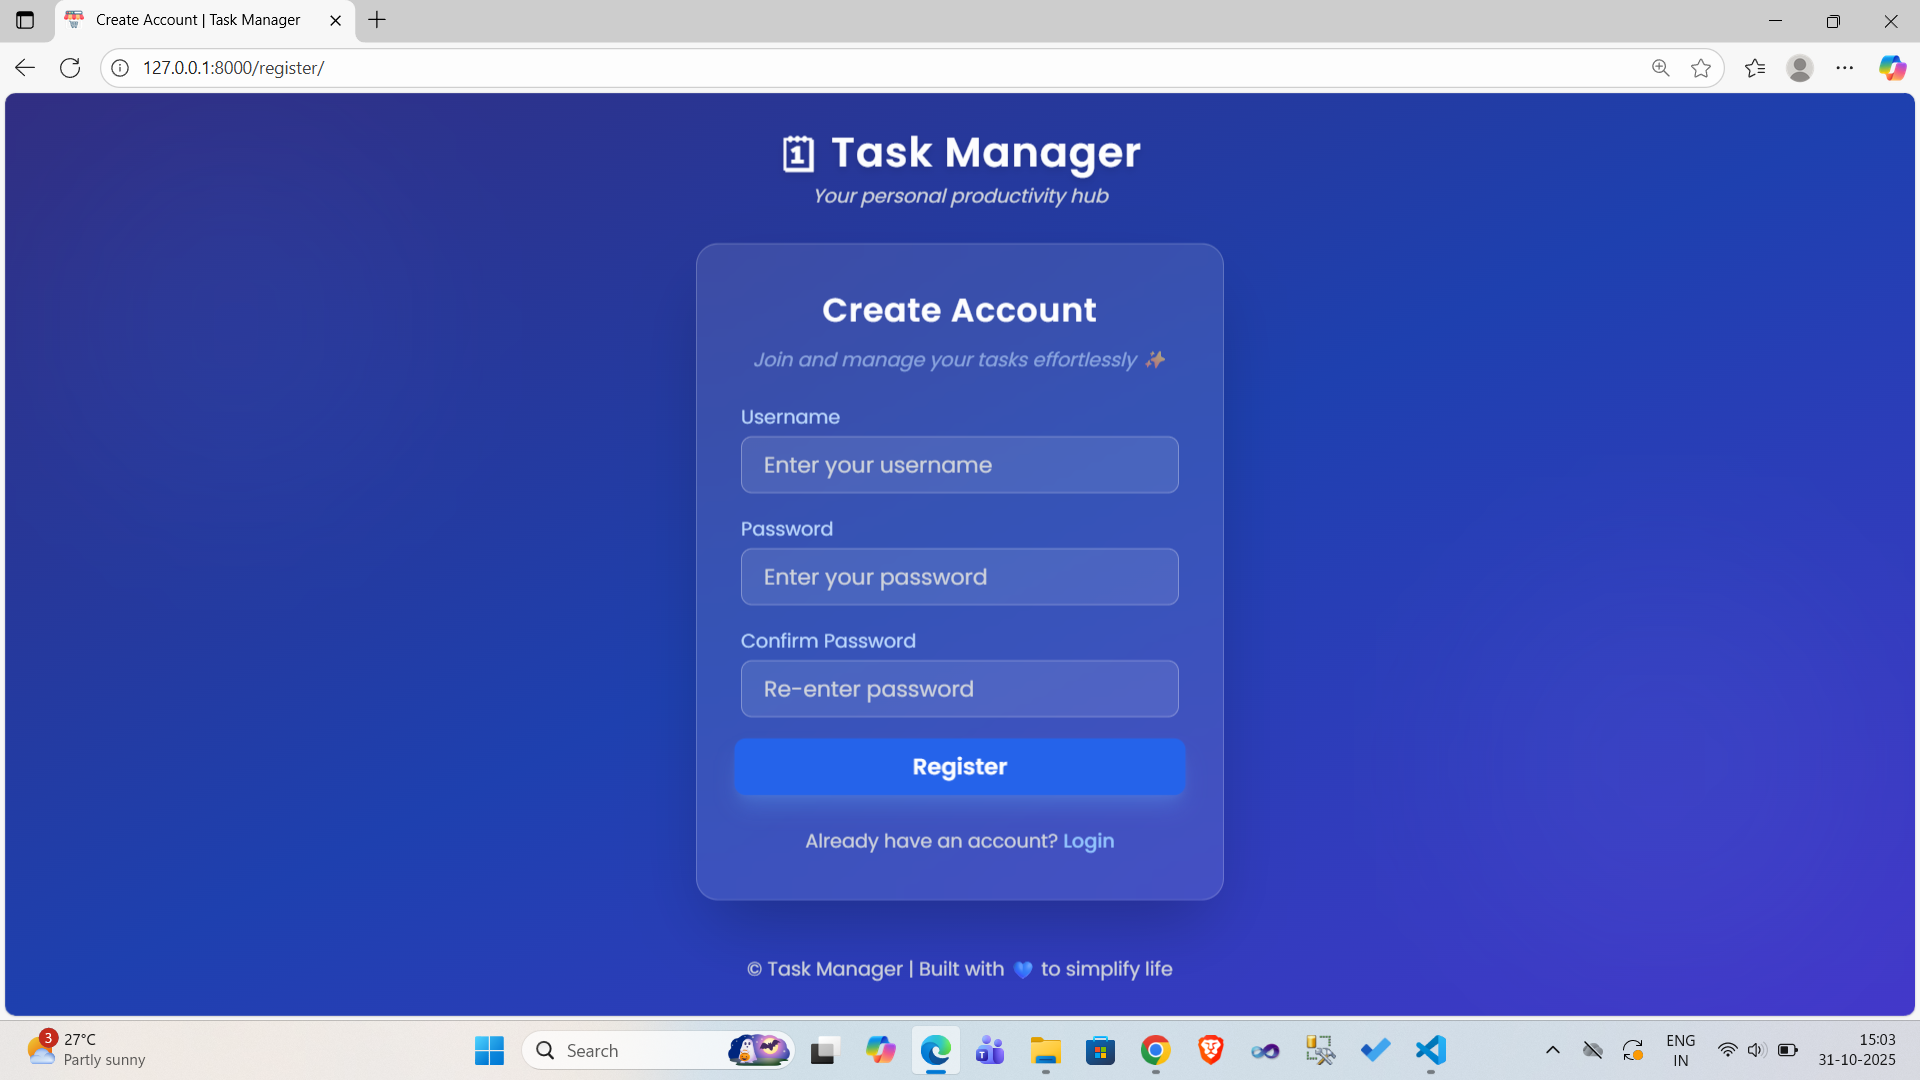 Create Account | Task Manager
127.0.0.1:8000/register/
1 Task Manager
Your personal productivity hub
Create Account
Join and manage your tasks effortlessly ✨
Username
Enter your username
Password
Enter your password
Confirm Password
Re-enter password
Register
Already have an account? Login
© Task Manager | Built with 💙 to simplify life
3
27°C
Partly sunny
Search
T
ENG
IN
15:03
31-10-2025